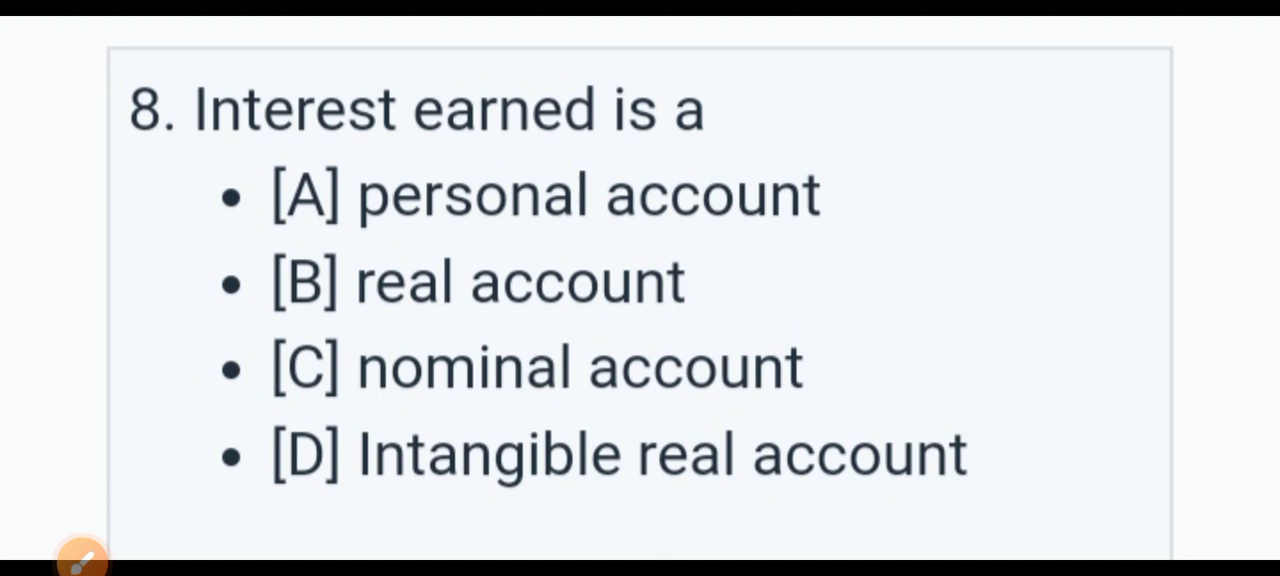 8. Interest earned is a
• [A] personal account
• [B] real account
• [C] nominal account
• [D] Intangible real account